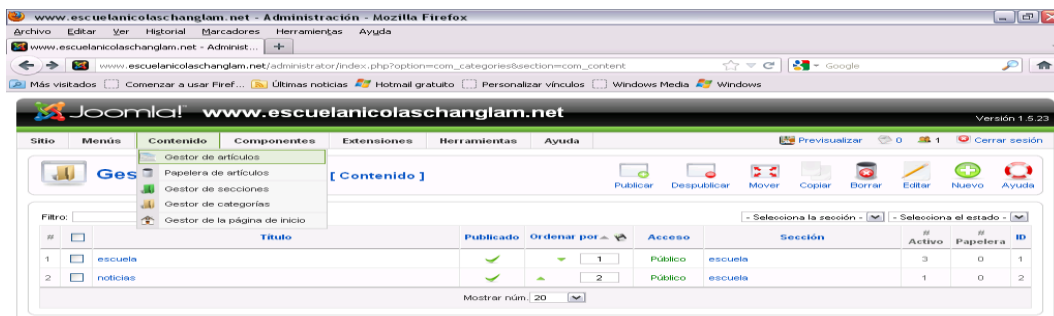 www.escuelanicolaschanglam.net - Administración - Mozilla Firefox
Archivo Editar Ver Historial Marcadores Herramientas Ayuda
www.escuelanicolaschanglam.net - Administ... +
www.escuelanicolaschanglam.net/administrator/index.php?option=com_categories&section=com_content Google
Más visitados Comenzar a usar Firef... Últimas noticias Hotmail gratuito Personalizar vínculos Windows Media Windows
Joomla! www.escuelanicolaschanglam.net
Versión 1.5.23
Sitio Menús Contenido Componentes Extensiones Herramientas Ayuda Previsualizar 0 1 Cerrar sesión
Gestor de artículos
Papelera de artículos
Gestor de secciones
Gestor de categorías
Gestor de la página de inicio
Ges [ Contenido ]
Publicar Despublicar Mover Copiar Borrar Editar Nuevo Ayuda
Filtro: - Selecciona la sección - - Selecciona el estado -
# Título Publicado Ordenar por Acceso Sección # Activo # Papelera ID
1 escuela 1 Público escuela 3 0 1
2 noticias 2 Público escuela 1 0 2
Mostrar núm. 20